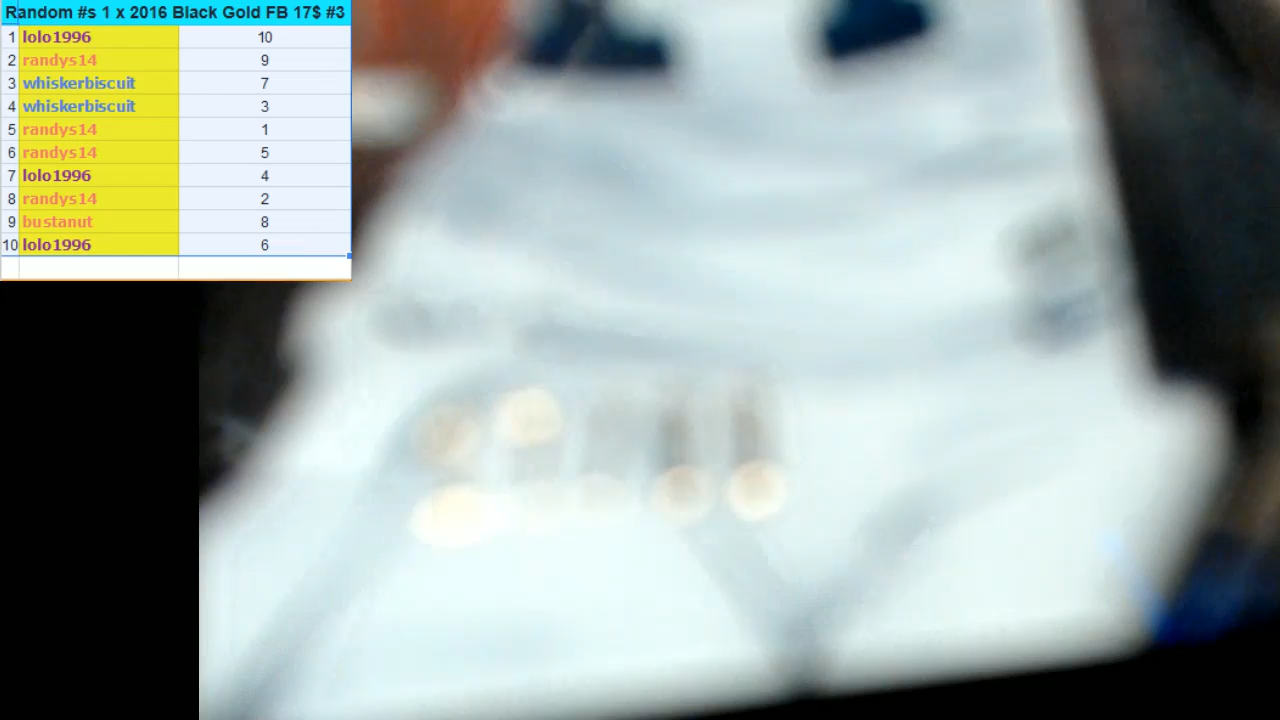 Random #s 1 x 2016 Black Gold FB 17$ #3
1 lolo1996 10
2 randys14 9
3 whiskerbiscuit 7
4 whiskerbiscuit 3
5 randys14 1
6 randys14 5
7 lolo1996 4
8 randys14 2
9 bustanut 8
10 lolo1996 6